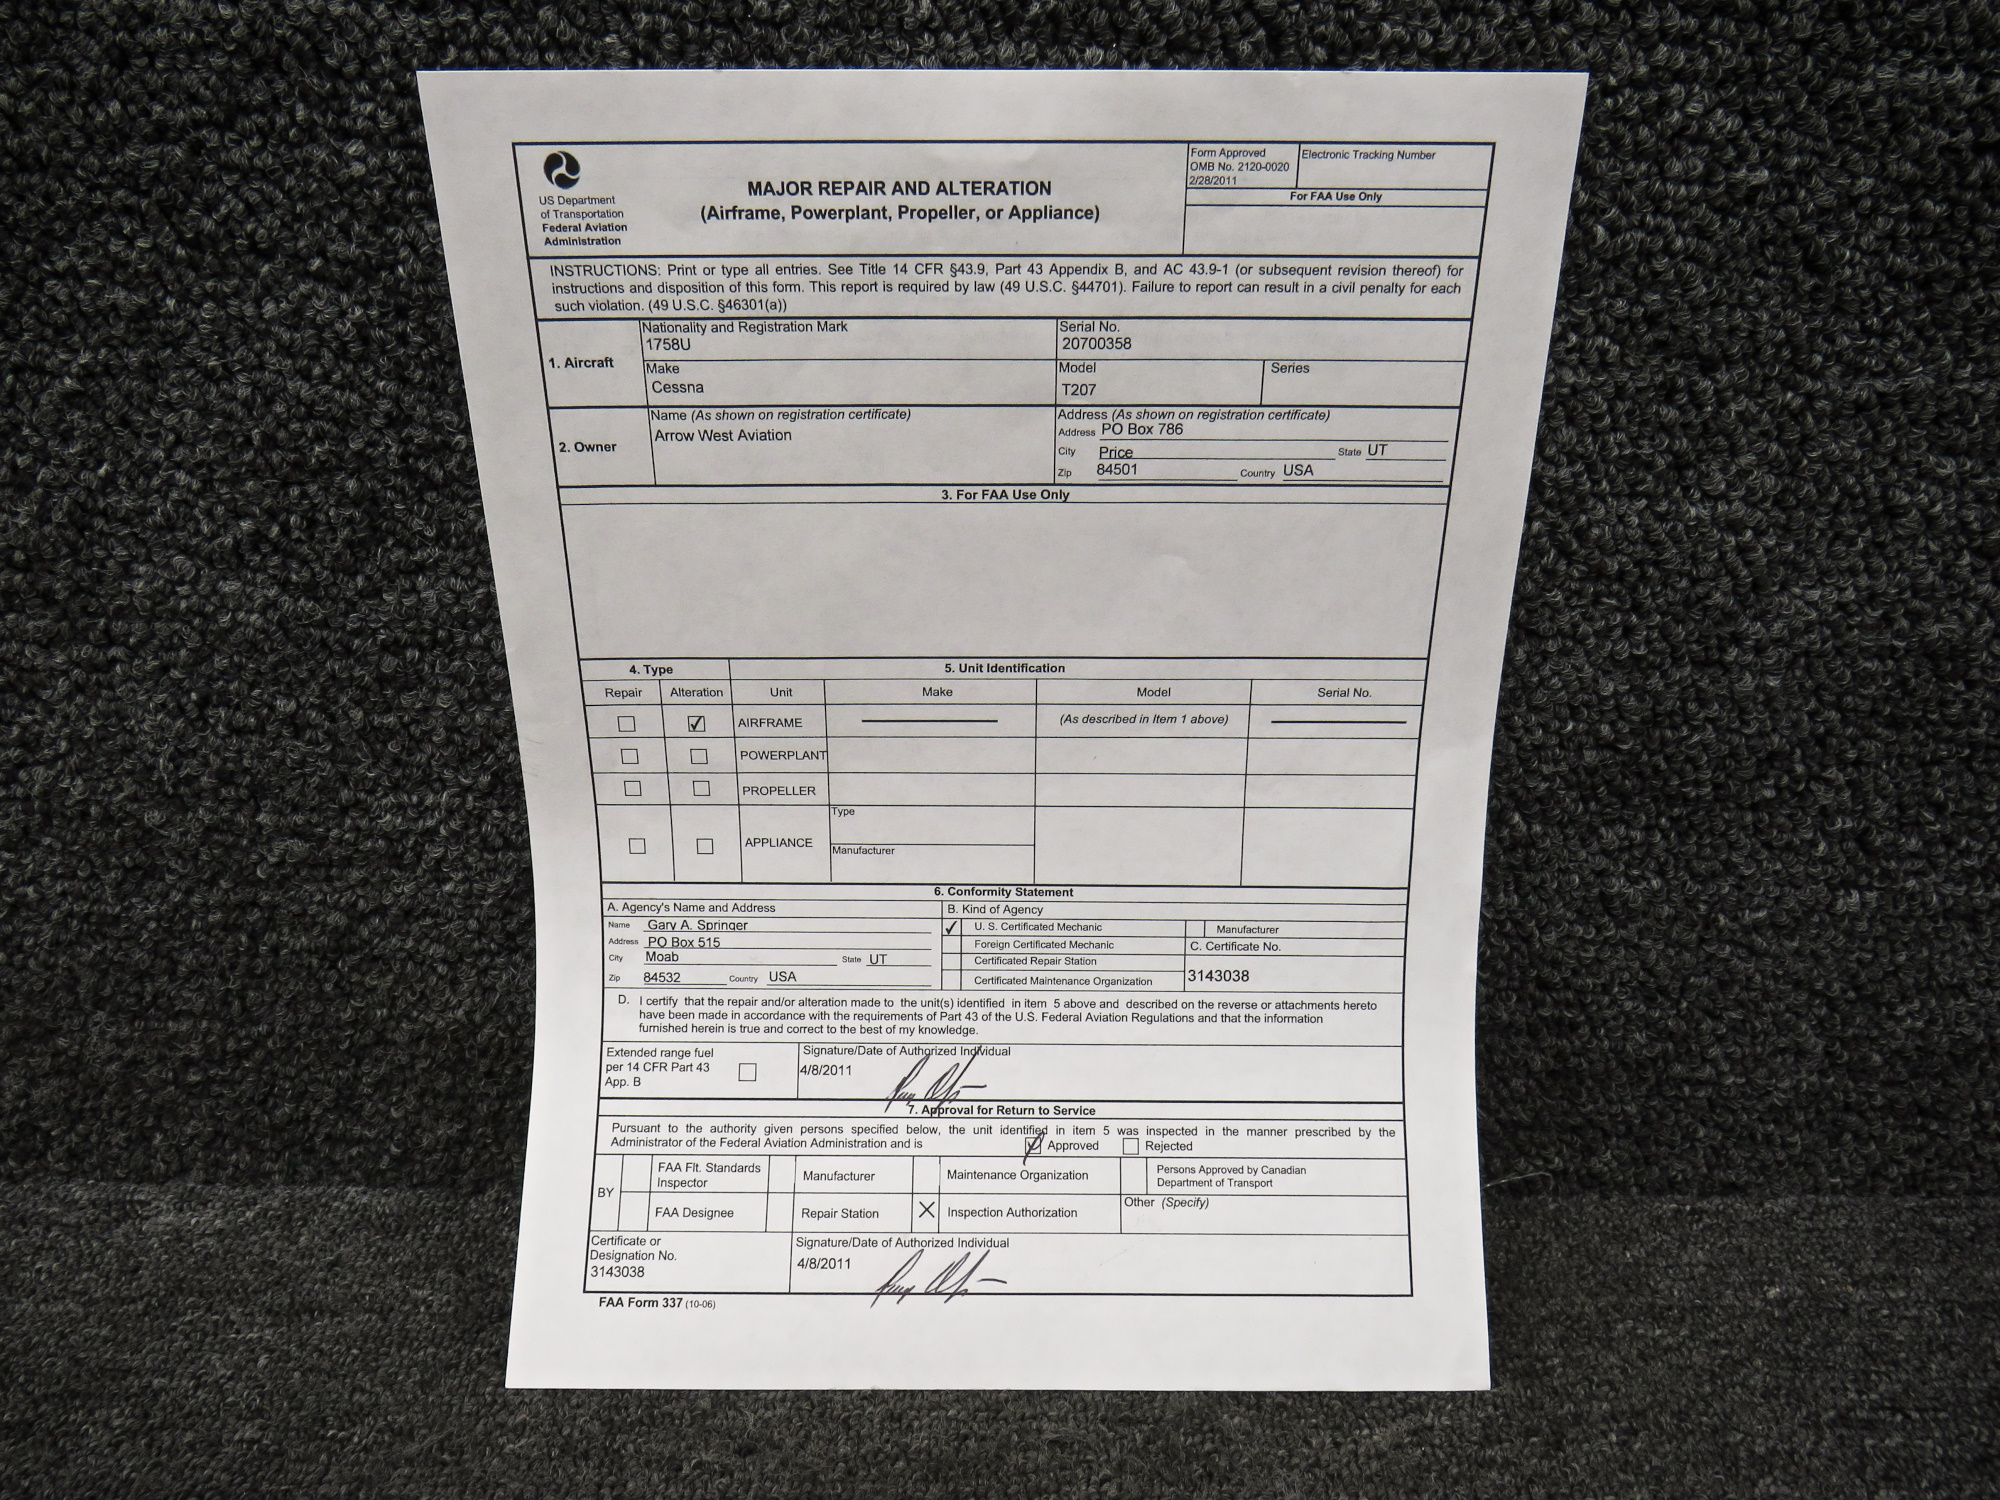 US Department
of Transportation
Federal Aviation
Administration
MAJOR REPAIR AND ALTERATION
(Airframe, Powerplant, Propeller, or Appliance)
Form Approved
OMB No. 2120-0020
2/28/2011
Electronic Tracking Number
For FAA Use Only
INSTRUCTIONS: Print or type all entries. See Title 14 CFR §43.9, Part 43 Appendix B, and AC 43.9-1 (or subsequent revision thereof) for
instructions and disposition of this form. This report is required by law (49 U.S.C. §44701). Failure to report can result in a civil penalty for each
such violation. (49 U.S.C. §46301(a))
1. Aircraft
Nationality and Registration Mark
1758U
Serial No.
20700358
Make
Cessna
Model
T207
Series
2. Owner
Name (As shown on registration certificate)
Arrow West Aviation
Address (As shown on registration certificate)
Address PO Box 786
City Price State UT
Zip 84501 Country USA
3. For FAA Use Only
4. Type 5. Unit Identification
Repair Alteration Unit Make Model Serial No.
AIRFRAME (As described in Item 1 above)
POWERPLANT
PROPELLER
APPLIANCE
Type
Manufacturer
6. Conformity Statement
A. Agency's Name and Address
Name Gary A. Springer
Address PO Box 515
City Moab State UT
Zip 84532 Country USA
B. Kind of Agency
U. S. Certificated Mechanic
Manufacturer
Foreign Certificated Mechanic
C. Certificate No.
Certificated Repair Station
Certificated Maintenance Organization
3143038
D. I certify that the repair and/or alteration made to the unit(s) identified in item 5 above and described on the reverse or attachments hereto
have been made in accordance with the requirements of Part 43 of the U.S. Federal Aviation Regulations and that the information
furnished herein is true and correct to the best of my knowledge.
Extended range fuel
per 14 CFR Part 43
App. B
Signature/Date of Authorized Individual
4/8/2011
7. Approval for Return to Service
Pursuant to the authority given persons specified below, the unit identified in item 5 was inspected in the manner prescribed by the
Administrator of the Federal Aviation Administration and is Approved Rejected
BY
FAA Flt. Standards
Inspector
Manufacturer
Maintenance Organization
Persons Approved by Canadian
Department of Transport
FAA Designee
Repair Station
X Inspection Authorization
Other (Specify)
Certificate or
Designation No.
3143038
Signature/Date of Authorized Individual
4/8/2011
FAA Form 337 (10-06)